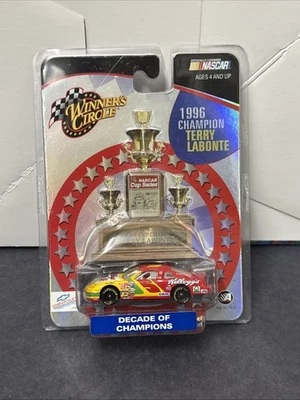 WINNER'S
CIRCLE
NASCAR
AGES 4 AND UP
1996
CHAMPION
TERRY LABONTE
NASCAR
Cup Series
Kellogg's
DECADE OF
CHAMPIONS